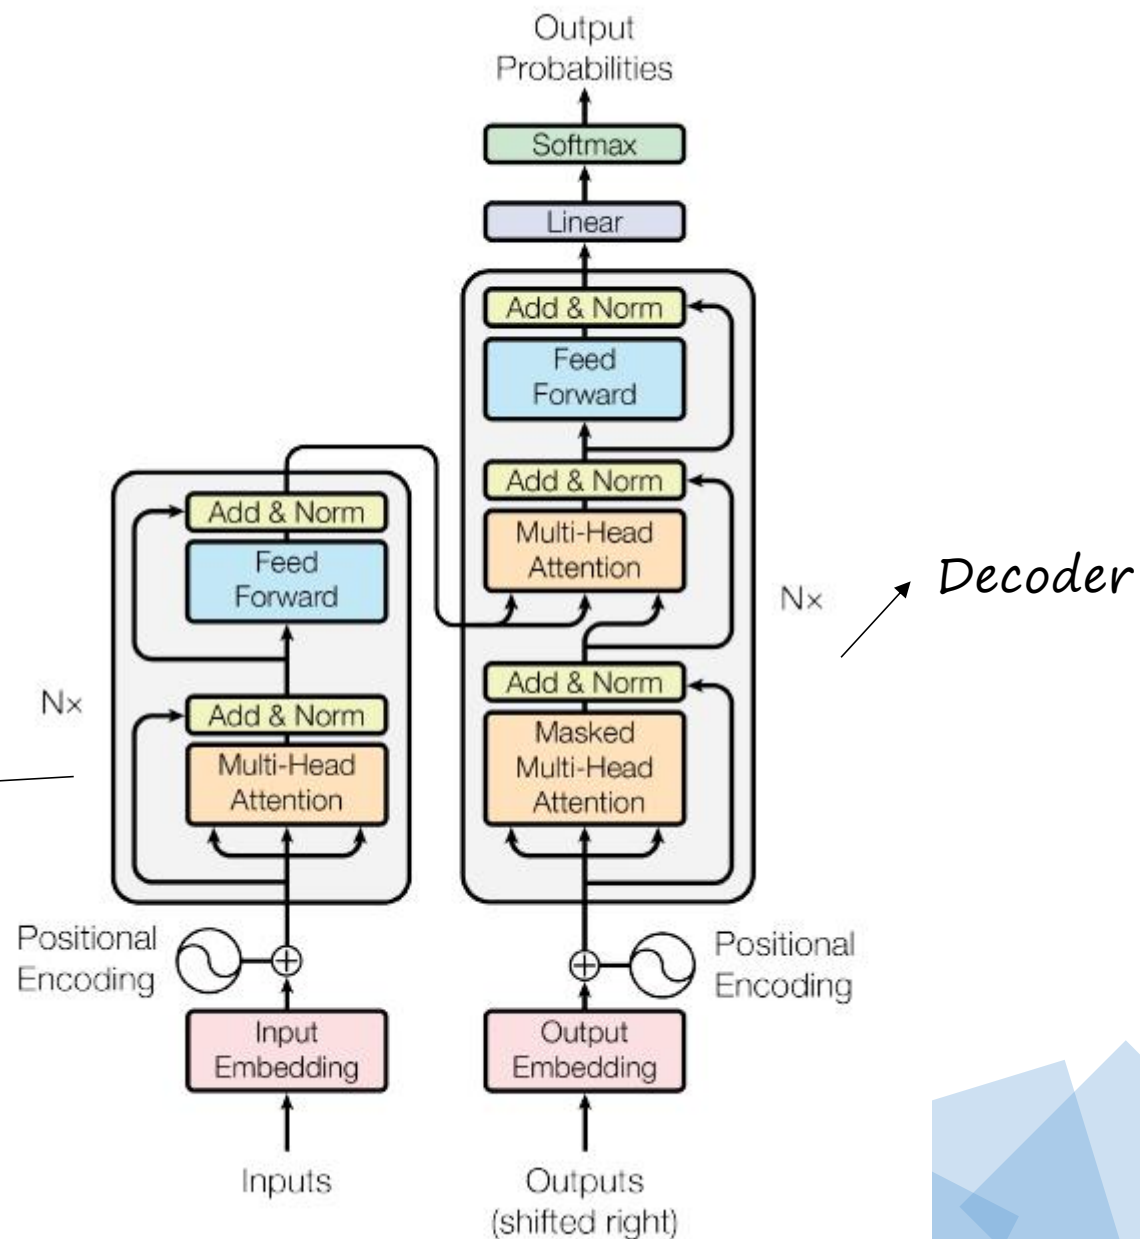 Output
Probabilities
Softmax
Linear
Add & Norm
Feed
Forward
Add & Norm
Multi-Head
Attention
Add & Norm
Masked
Multi-Head
Attention
Nx
Decoder
Add & Norm
Feed
Forward
Nx
Add & Norm
Multi-Head
Attention
Positional
Encoding
Positional
Encoding
Input
Embedding
Output
Embedding
Inputs
Outputs
(shifted right)